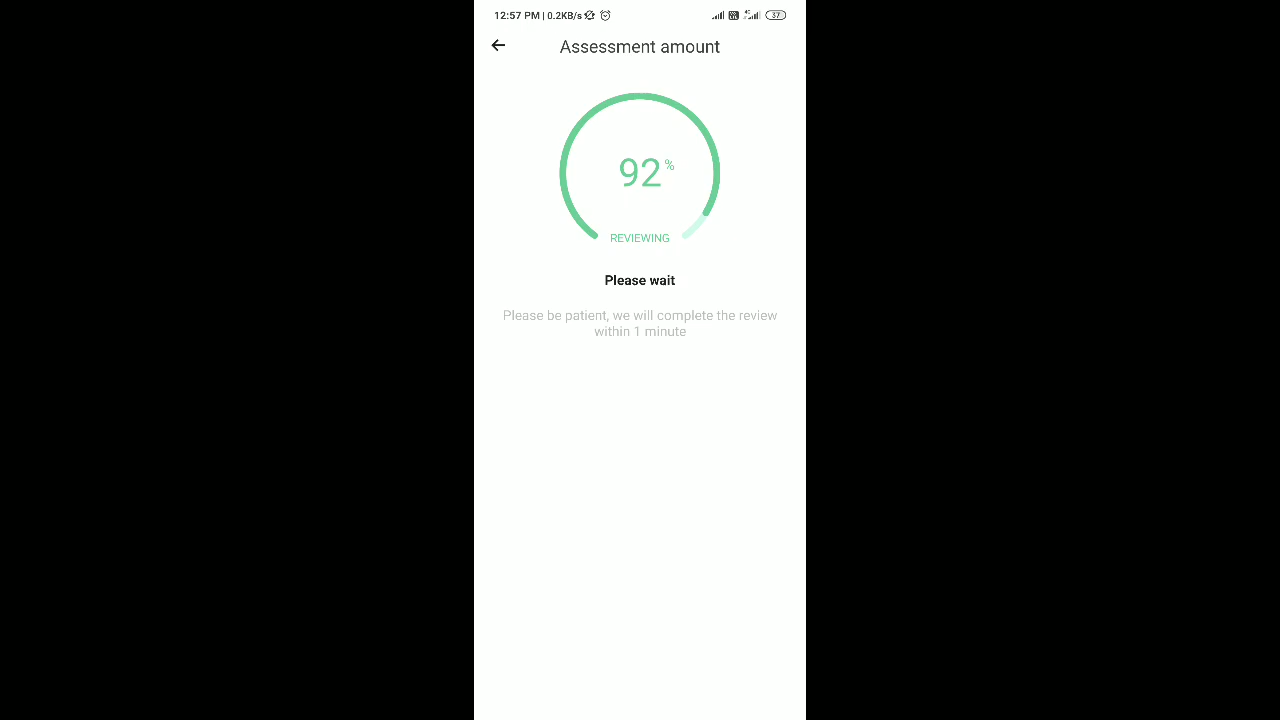 12:57 PM | 0.2KB/s
37
Assessment amount
92%
REVIEWING
Please wait
Please be patient, we will complete the review
within 1 minute